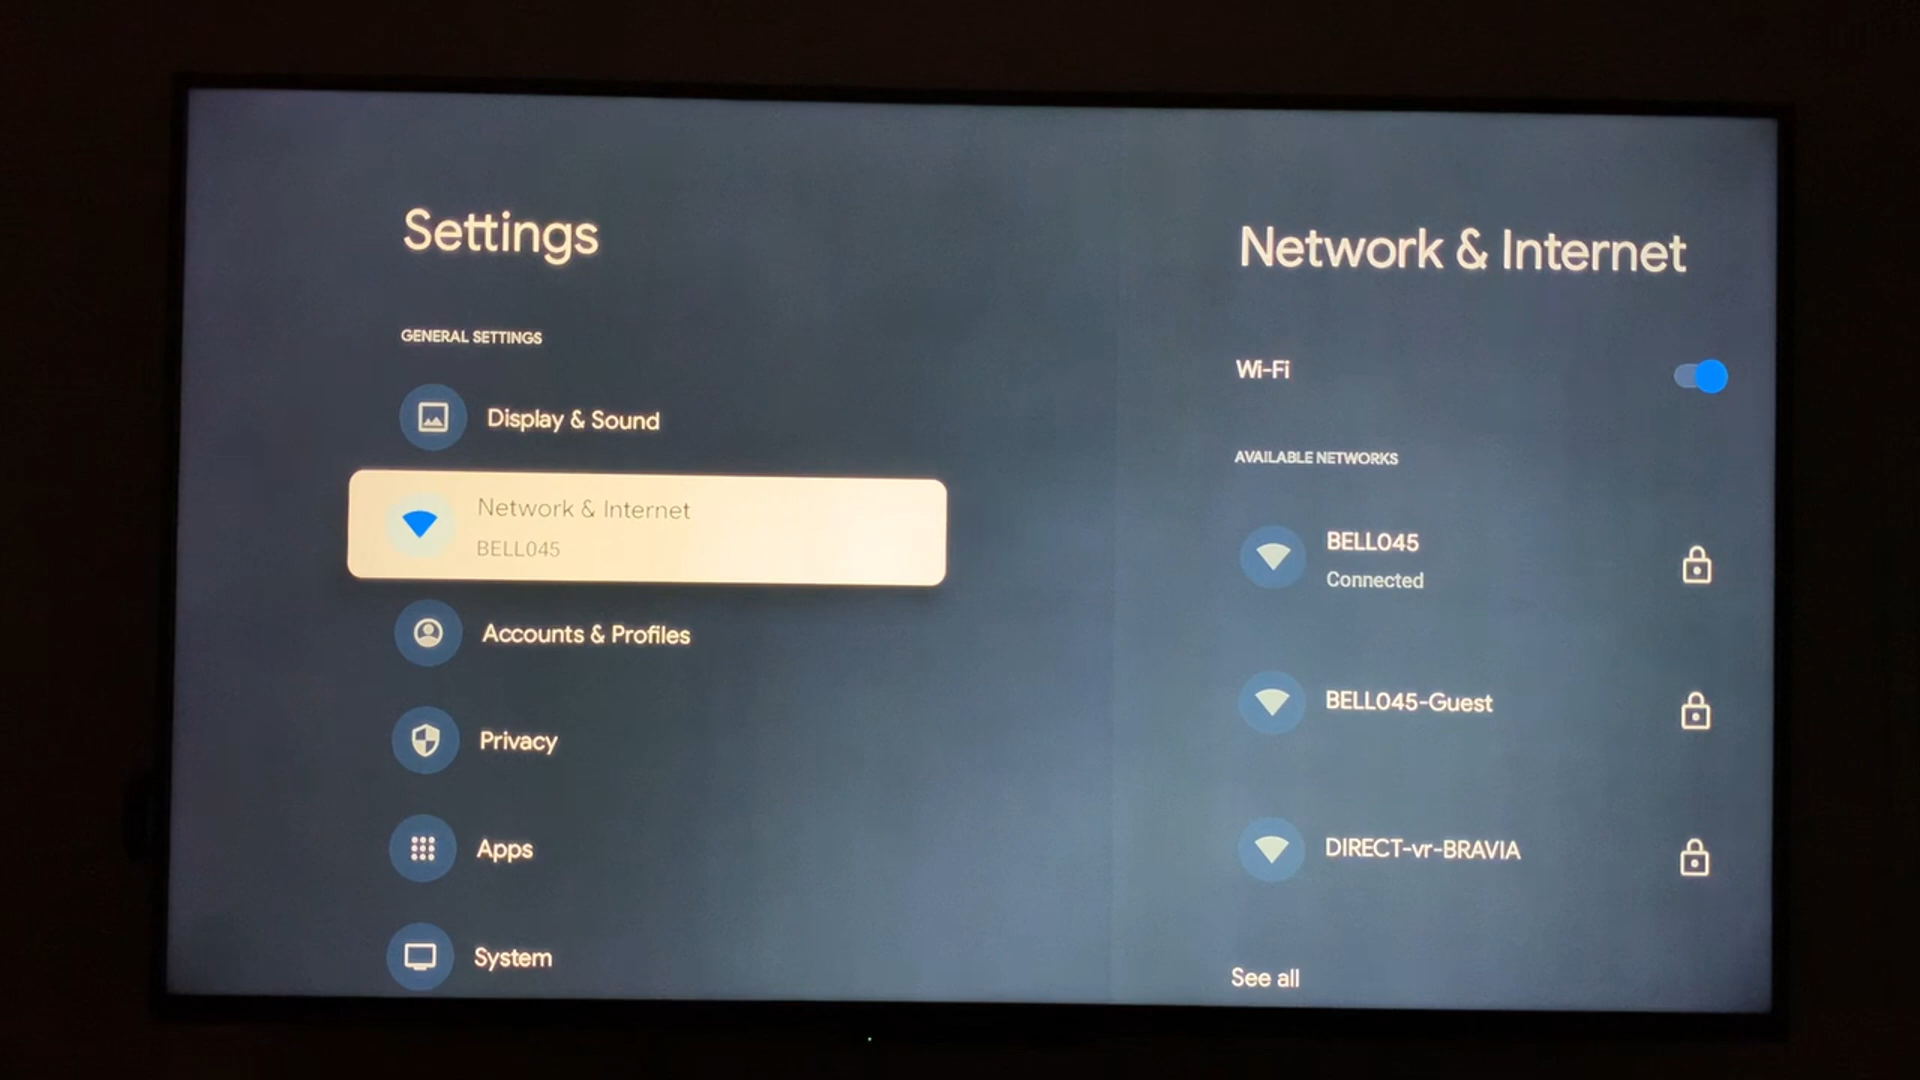 Settings
GENERAL SETTINGS
Display & Sound
Network & Internet
BELL045
Accounts & Profiles
Privacy
Apps
System
Network & Internet
Wi-Fi
AVAILABLE NETWORKS
BELL045
Connected
BELL045-Guest
DIRECT-vr-BRAVIA
See all